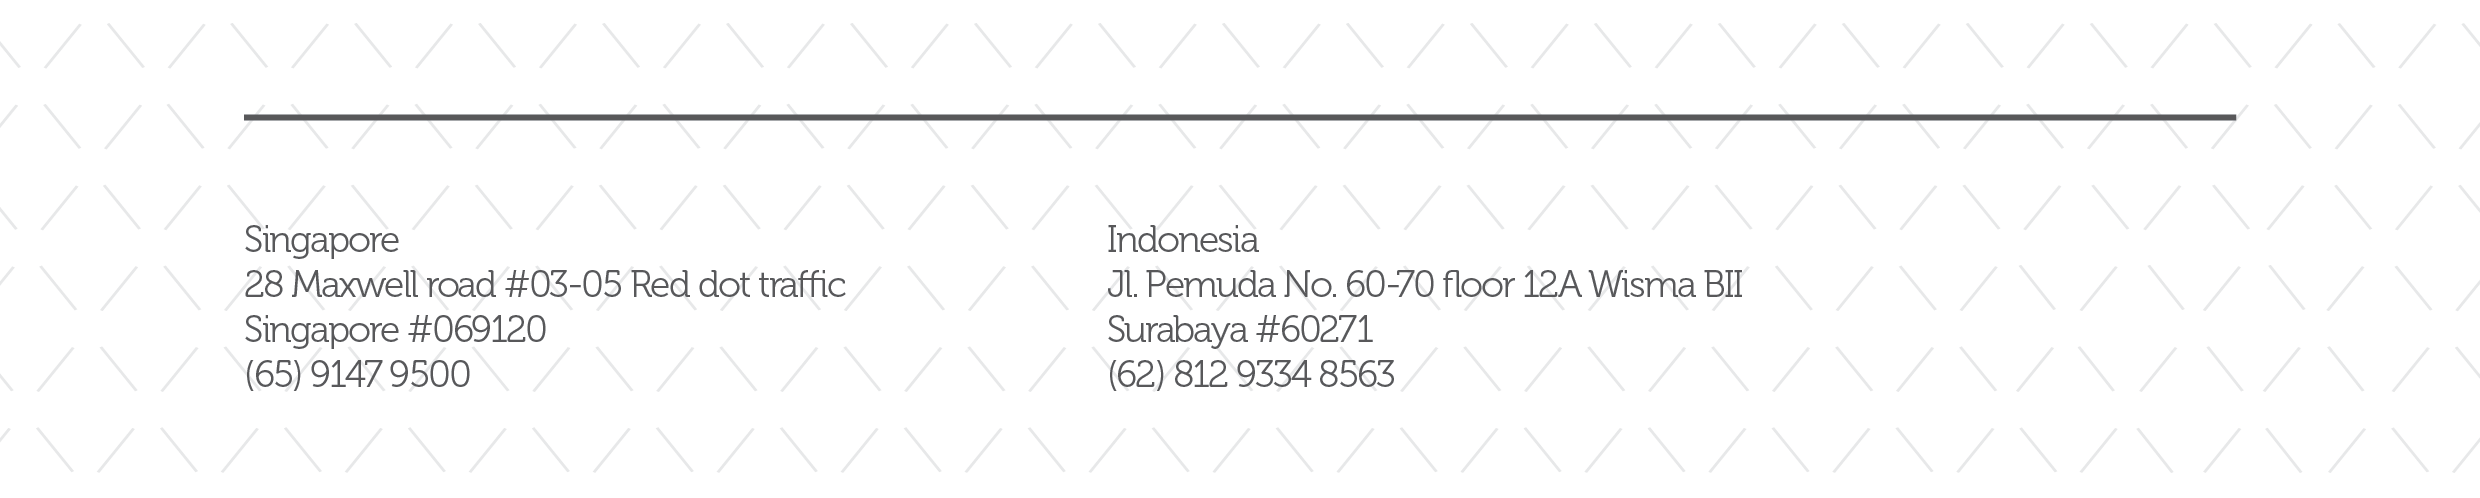 Singapore
28 Maxwell road #03-05 Red dot traffic
Singapore #069120
(65) 9147 9500
Indonesia
Jl. Pemuda No. 60-70 floor 12A Wisma BII
Surabaya #60271
(62) 812 9334 8563